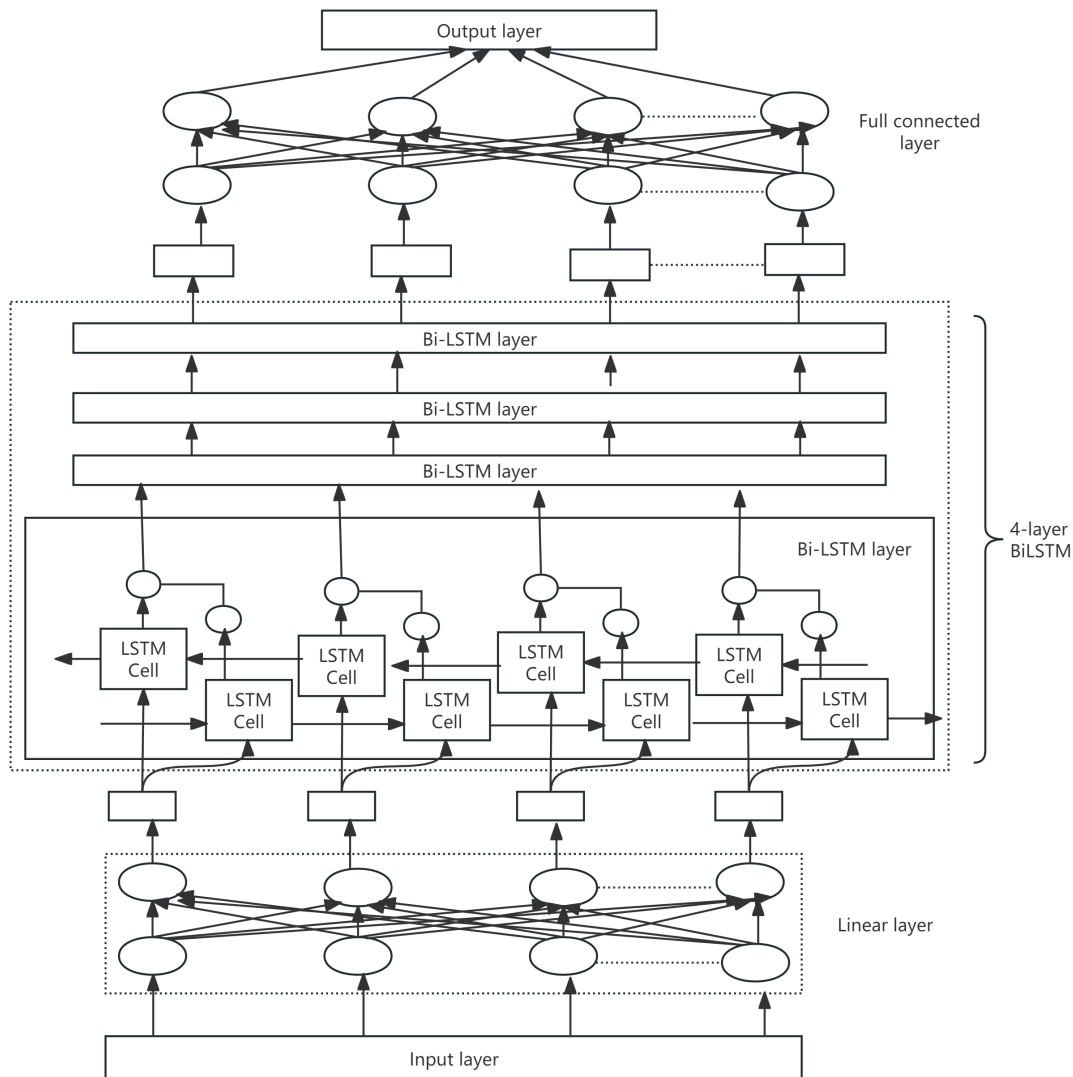 Output layer
Full connected
layer
Bi-LSTM layer
Bi-LSTM layer
Bi-LSTM layer
4-layer
BiLSTM
Bi-LSTM layer
LSTM
Cell
LSTM
Cell
LSTM
Cell
LSTM
Cell
LSTM
Cell
LSTM
Cell
LSTM
Cell
LSTM
Cell
Linear layer
Input layer